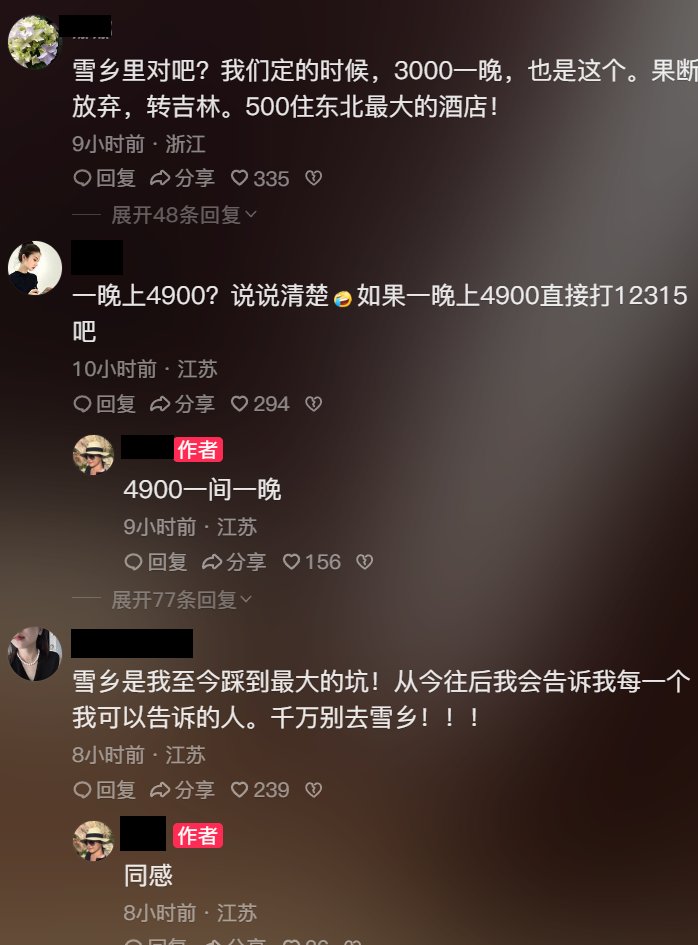 雪乡里对吧？我们定的时候，3000一晚，也是这个。果断
放弃，转吉林。500住东北最大的酒店！
9小时前 · 浙江
回复 分享 335
展开48条回复
一晚上4900？说说清楚🤣如果一晚上4900直接打12315
吧
10小时前 · 江苏
回复 分享 294
作者
4900一间一晚
9小时前 · 江苏
回复 分享 156
展开77条回复
雪乡是我至今踩到最大的坑！从今往后我会告诉我每一个
我可以告诉的人。千万别去雪乡！！！
8小时前 · 江苏
回复 分享 239
作者
同感
8小时前 · 江苏
回复 分享